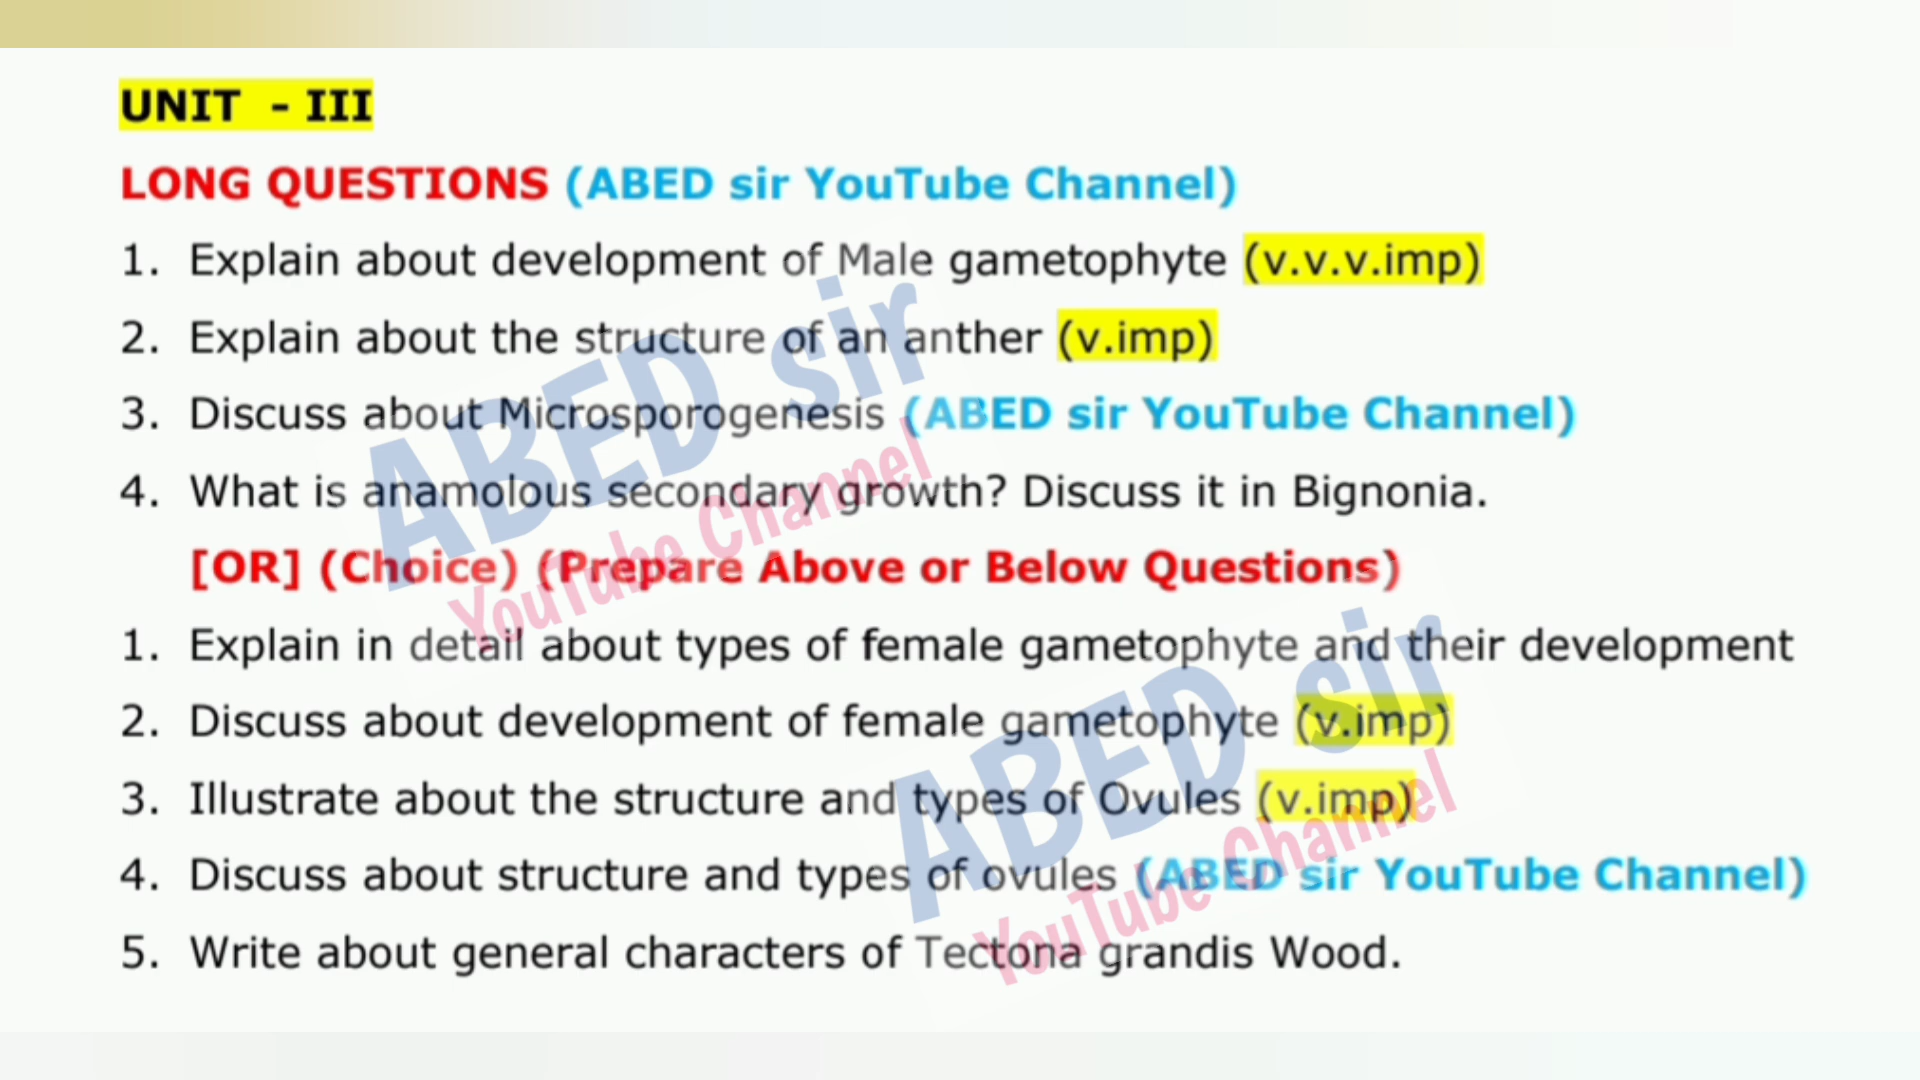 UNIT - III
LONG QUESTIONS (ABED sir YouTube Channel)
1. Explain about development of Male gametophyte (v.v.v.imp)
2. Explain about the structure of an anther (v.imp)
3. Discuss about Microsporogenesis (ABED sir YouTube Channel)
4. What is anamolous secondary growth? Discuss it in Bignonia.
[OR] (Choice) (Prepare Above or Below Questions)
1. Explain in detail about types of female gametophyte and their development
2. Discuss about development of female gametophyte (v.imp)
3. Illustrate about the structure and types of Ovules (v.imp)
4. Discuss about structure and types of ovules (ABED sir YouTube Channel)
5. Write about general characters of Tectona grandis Wood.
ABED sir
YouTube Channel
ABED sir
YouTube Channel